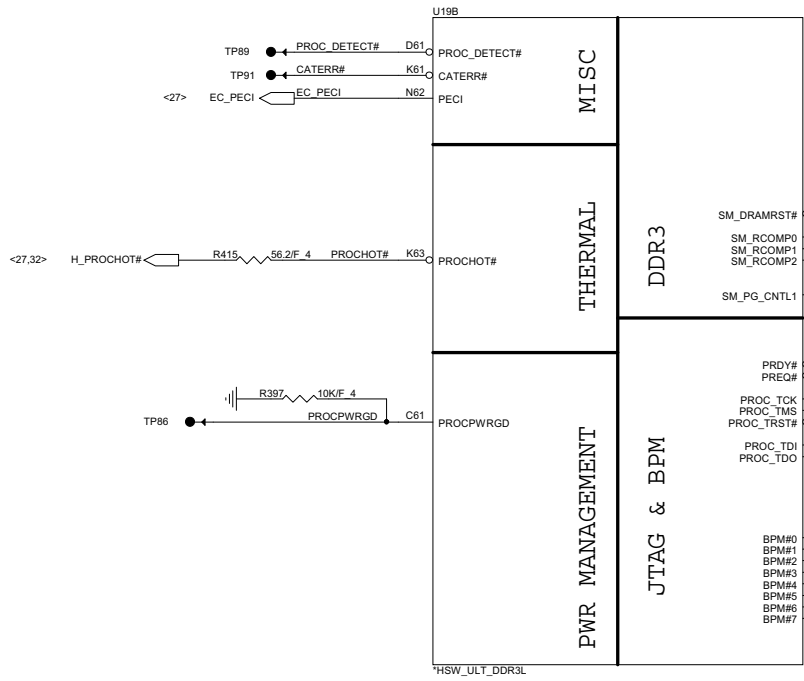 U19B
TP89 PROC_DETECT# D61 PROC_DETECT#
TP91 CATERR# K61 CATERR#
<27> EC_PECI EC_PECI N62 PECI
MISC
THERMAL
DDR3
SM_DRAMRST#
SM_RCOMP0
SM_RCOMP1
SM_RCOMP2
<27,32> H_PROCHOT# R415 56.2/F_4 PROCHOT# K63 PROCHOT#
SM_PG_CNTL1
PRDY#
PREQ#
R397 10K/F_4
PROC_TCK
PROC_TMS
PROC_TRST#
TP86 PROCPWRGD C61 PROCPWRGD
PROC_TDI
PROC_TDO
PWR MANAGEMENT
JTAG & BPM
BPM#0
BPM#1
BPM#2
BPM#3
BPM#4
BPM#5
BPM#6
BPM#7
*HSW_ULT_DDR3L